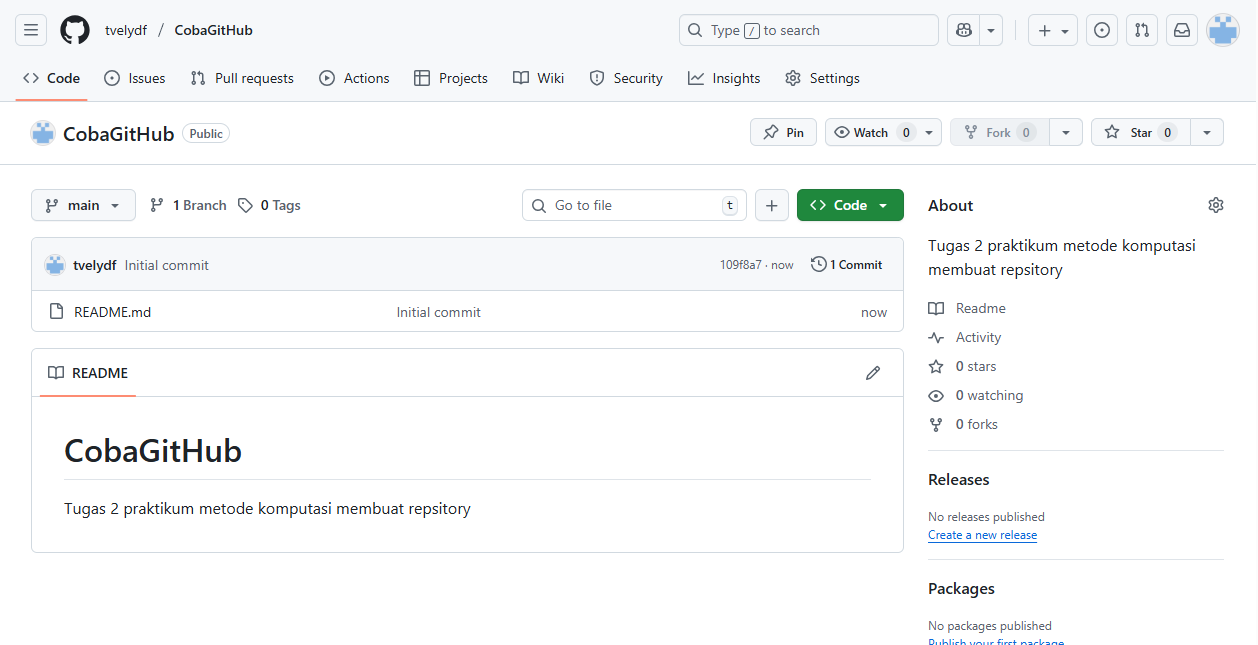 tvelydf / CobaGitHub Type / to search
Code Issues Pull requests Actions Projects Wiki Security Insights Settings
CobaGitHub Public Pin Watch 0 Fork 0 Star 0
main 1 Branch 0 Tags Go to file t Code
tvelydf Initial commit 109f8a7 · now 1 Commit
README.md Initial commit now
README
CobaGitHub
Tugas 2 praktikum metode komputasi membuat repsitory
About
Tugas 2 praktikum metode komputasi
membuat repsitory
Readme
Activity
0 stars
0 watching
0 forks
Releases
No releases published
Create a new release
Packages
No packages published
Publish your first package